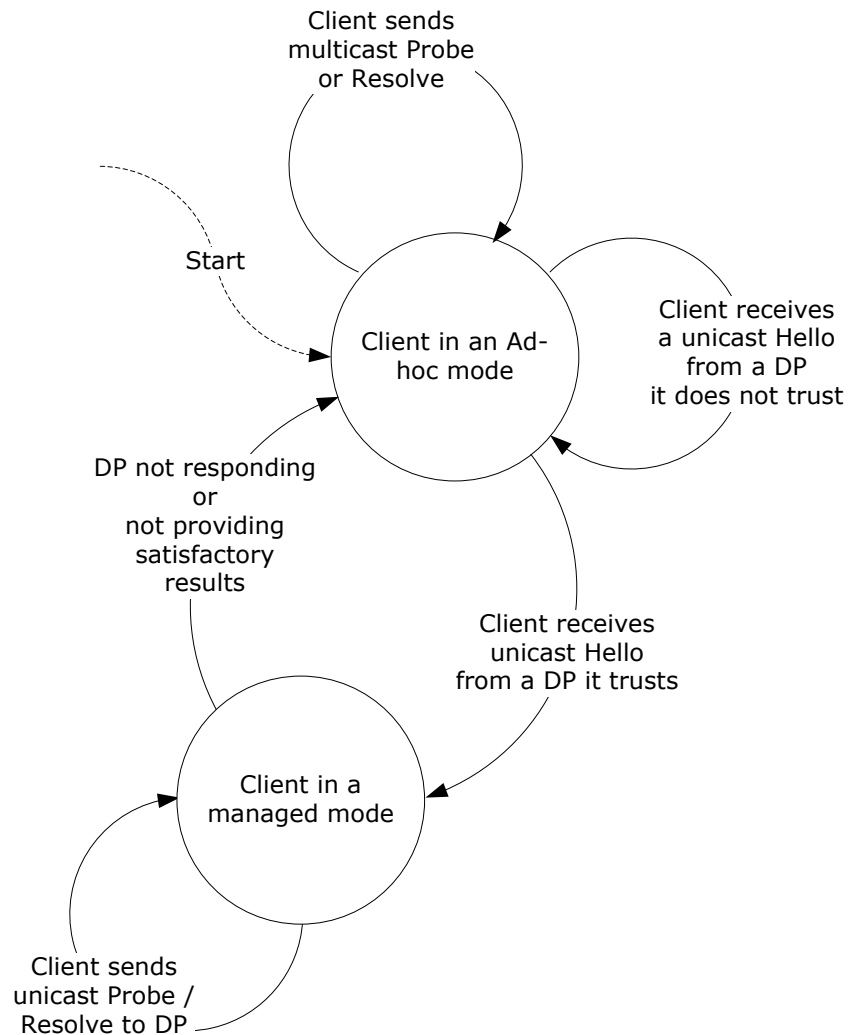 Client sends
multicast Probe
or Resolve
Start
Client in an Ad-
hoc mode
Client receives
a unicast Hello
from a DP
it does not trust
DP not responding
or
not providing
satisfactory
results
Client receives
unicast Hello
from a DP it trusts
Client in a
managed mode
Client sends
unicast Probe /
Resolve to DP